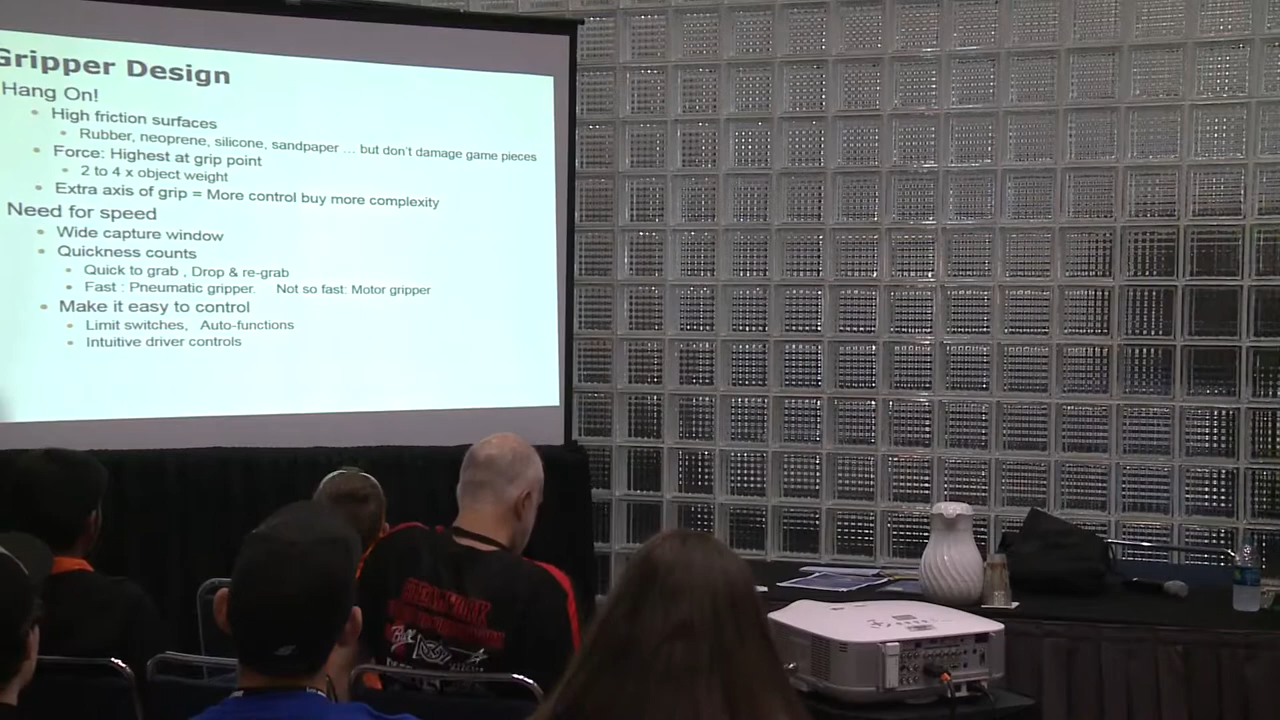 Gripper Design
Hang On!
• High friction surfaces
• Rubber, neoprene, silicone, sandpaper ... but don't damage game pieces
• Force: Highest at grip point
• 2 to 4 x object weight
• Extra axis of grip = More control buy more complexity
Need for speed
• Wide capture window
• Quickness counts
• Quick to grab , Drop & re-grab
• Fast : Pneumatic gripper. Not so fast: Motor gripper
• Make it easy to control
• Limit switches, Auto-functions
• Intuitive driver controls